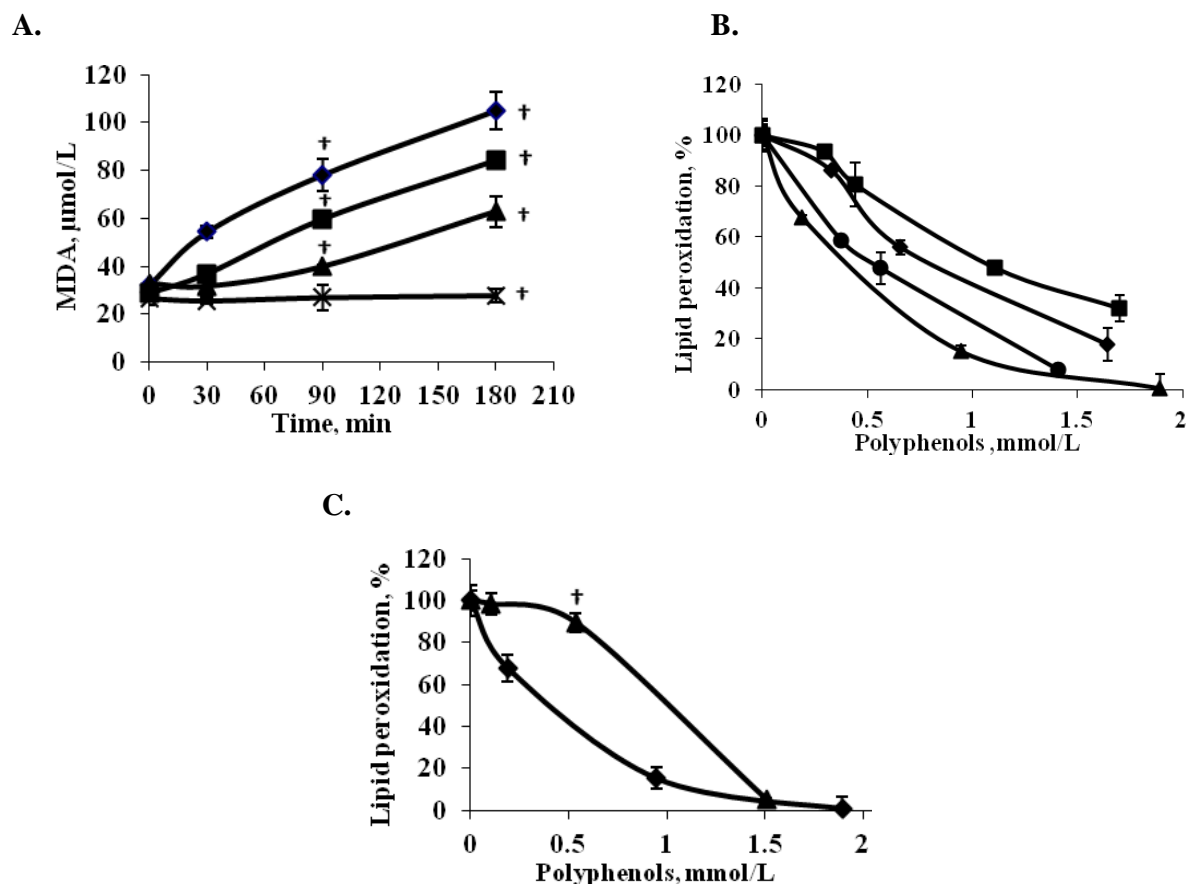 A.
120
100
80
60
40
20
0
MDA, μmol/L
†
†
†
†
†
†
†
0 30 60 90 120 150 180 210
Time, min
B.
120
100
80
60
40
20
0
Lipid peroxidation, %
0 0.5 1 1.5 2
Polyphenols ,mmol/L
C.
120
100
80
60
40
20
0
Lipid peroxidation, %
†
0 0.5 1 1.5 2
Polyphenols, mmol/L